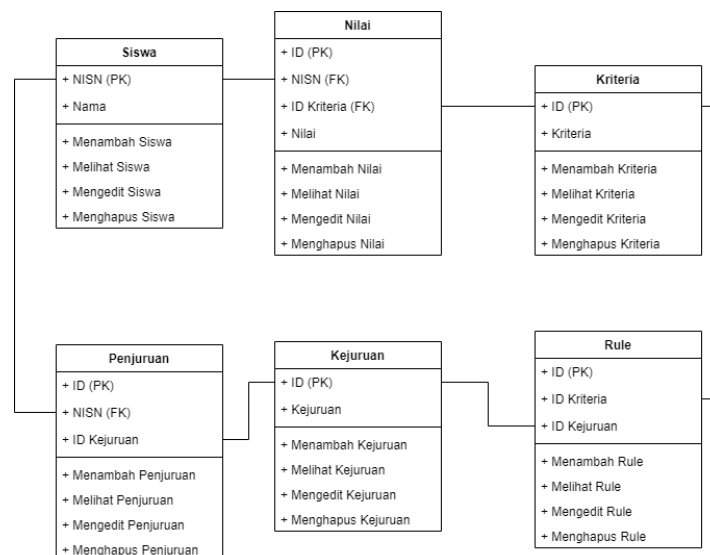 Siswa
+ NISN (PK)
+ Nama
+ Menambah Siswa
+ Melihat Siswa
+ Mengedit Siswa
+ Menghapus Siswa
Nilai
+ ID (PK)
+ NISN (FK)
+ ID Kriteria (FK)
+ Nilai
+ Menambah Nilai
+ Melihat Nilai
+ Mengedit Nilai
+ Menghapus Nilai
Kriteria
+ ID (PK)
+ Kriteria
+ Menambah Kriteria
+ Melihat Kriteria
+ Mengedit Kriteria
+ Menghapus Kriteria
Penjuruan
+ ID (PK)
+ NISN (FK)
+ ID Kejuruan
+ Menambah Penjuruan
+ Melihat Penjuruan
+ Mengedit Penjuruan
+ Menghapus Penjuruan
Kejuruan
+ ID (PK)
+ Kejuruan
+ Menambah Kejuruan
+ Melihat Kejuruan
+ Mengedit Kejuruan
+ Menghapus Kejuruan
Rule
+ ID (PK)
+ ID Kriteria
+ ID Kejuruan
+ Menambah Rule
+ Melihat Rule
+ Mengedit Rule
+ Menghapus Rule